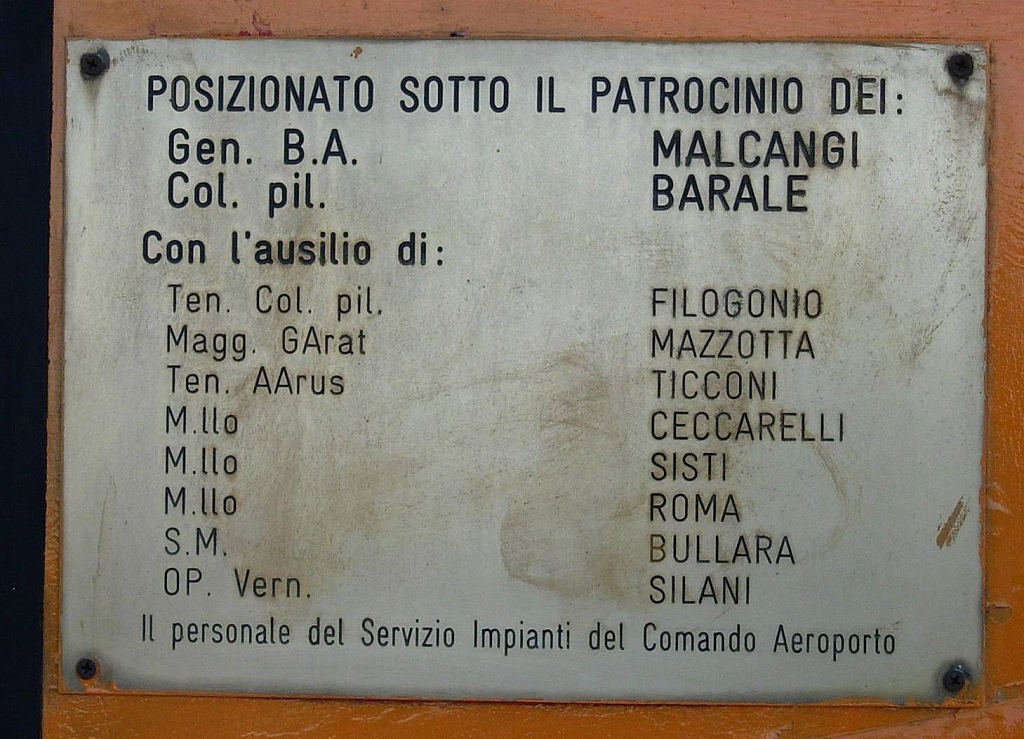 POSIZIONATO SOTTO IL PATROCINIO DEI:
Gen. B.A. MALCANGI
Col. pil. BARALE
Con l'ausilio di:
Ten. Col. pil. FILOGONIO
Magg. GArat MAZZOTTA
Ten. AArus TICCONI
M.llo CECCARELLI
M.llo SISTI
M.llo ROMA
S.M. BULLARA
OP. Vern. SILANI
Il personale del Servizio Impianti del Comando Aeroporto